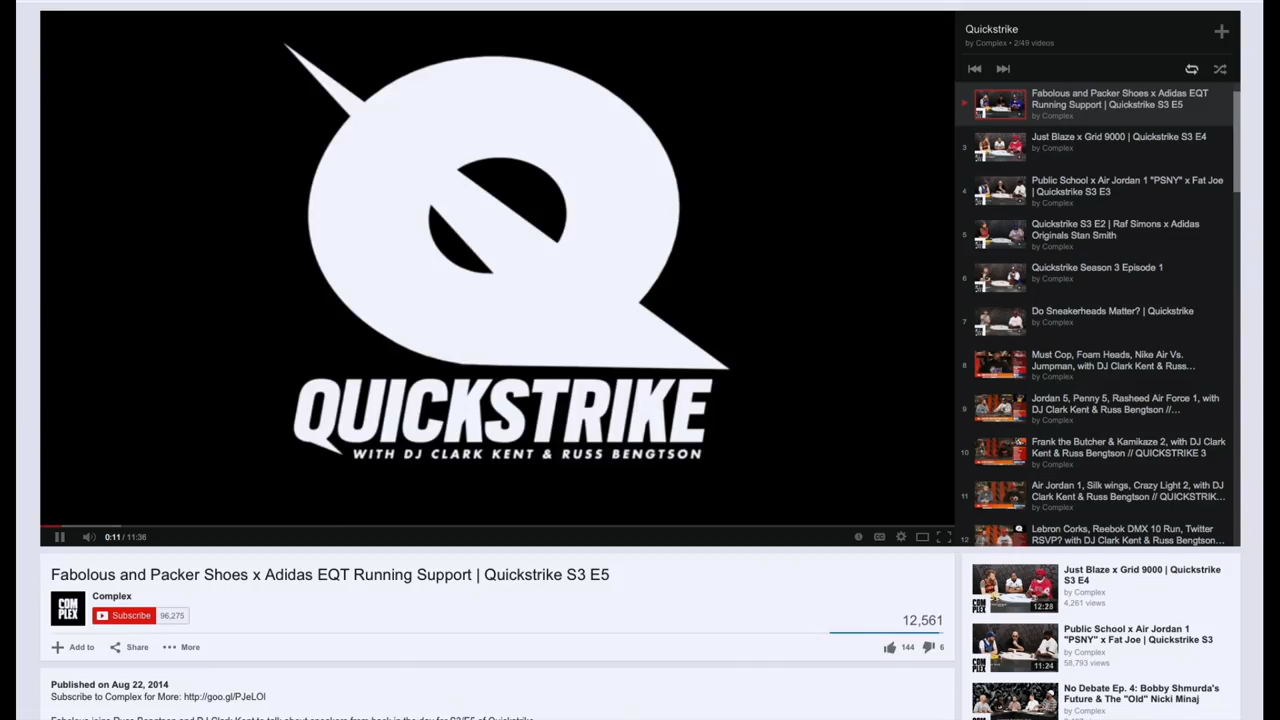 QUICKSTRIKE
WITH DJ CLARK KENT & RUSS BENGTSON
0:11 / 11:36
Quickstrike
by Complex • 2/49 videos
Fabolous and Packer Shoes x Adidas EQT
Running Support | Quickstrike S3 E5
by Complex
3
Just Blaze x Grid 9000 | Quickstrike S3 E4
by Complex
4
Public School x Air Jordan 1 "PSNY" x Fat Joe
| Quickstrike S3 E3
by Complex
5
Quickstrike S3 E2 | Raf Simons x Adidas
Originals Stan Smith
by Complex
6
Quickstrike Season 3 Episode 1
by Complex
7
Do Sneakerheads Matter? | Quickstrike
by Complex
8
Must Cop, Foam Heads, Nike Air Vs.
Jumpman, with DJ Clark Kent & Russ...
by Complex
9
Jordan 5, Penny 5, Rasheed Air Force 1, with
DJ Clark Kent & Russ Bengtson //...
by Complex
10
Frank the Butcher & Kamikaze 2, with DJ Clark
Kent & Russ Bengtson // QUICKSTRIKE 3
by Complex
11
Air Jordan 1, Silk wings, Crazy Light 2, with DJ
Clark Kent & Russ Bengtson // QUICKSTRIK...
by Complex
12
Lebron Corks, Reebok DMX 10 Run, Twitter
RSVP? with DJ Clark Kent & Russ Bengtson...
Fabolous and Packer Shoes x Adidas EQT Running Support | Quickstrike S3 E5
COMPLEX
Complex
Subscribe 96,275
12,561
Add to Share More
144 6
Published on Aug 22, 2014
Subscribe to Complex for More: http://goo.gl/PJeLOI
Just Blaze x Grid 9000 | Quickstrike
S3 E4
by Complex
4,261 views
12:28
Public School x Air Jordan 1
"PSNY" x Fat Joe | Quickstrike S3
by Complex
58,793 views
11:24
No Debate Ep. 4: Bobby Shmurda's
Future & The "Old" Nicki Minaj
by Complex